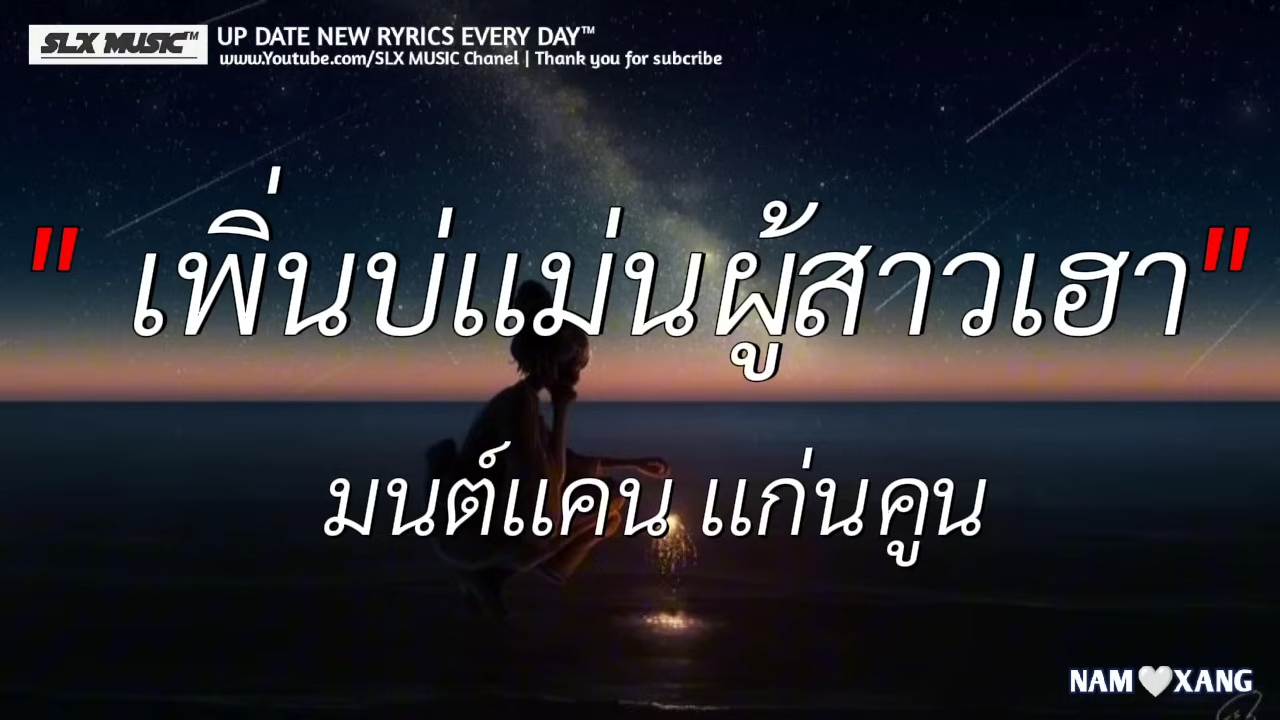 SLX MUSIC™
UP DATE NEW RYRICS EVERY DAY™
www.Youtube.com/SLX MUSIC Chanel | Thank you for subcribe
" เพิ่นบ่แม่นผู้สาวเฮา"
มนต์แคน แก่นคูน
NAM🤍XANG